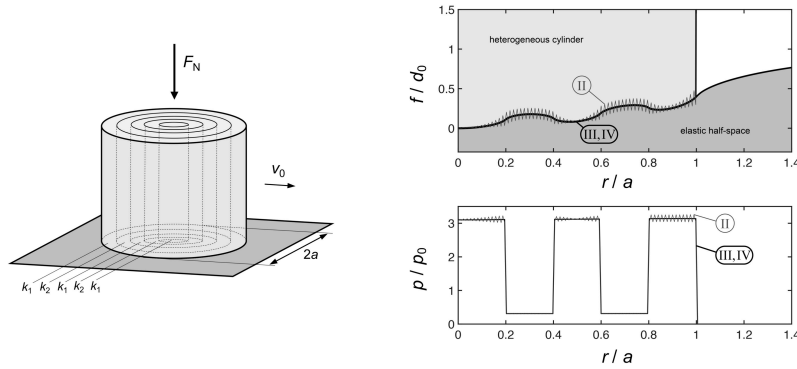 F_N
v_0
2a
k_1 k_2 k_1 k_2 k_1
f / d_0
1.5
1
0.5
0
heterogeneous cylinder
II
III,IV
elastic half-space
0 0.2 0.4 0.6 0.8 1 1.2 1.4
r / a
p / p_0
3
2
1
0
II
III,IV
0 0.2 0.4 0.6 0.8 1 1.2 1.4
r / a